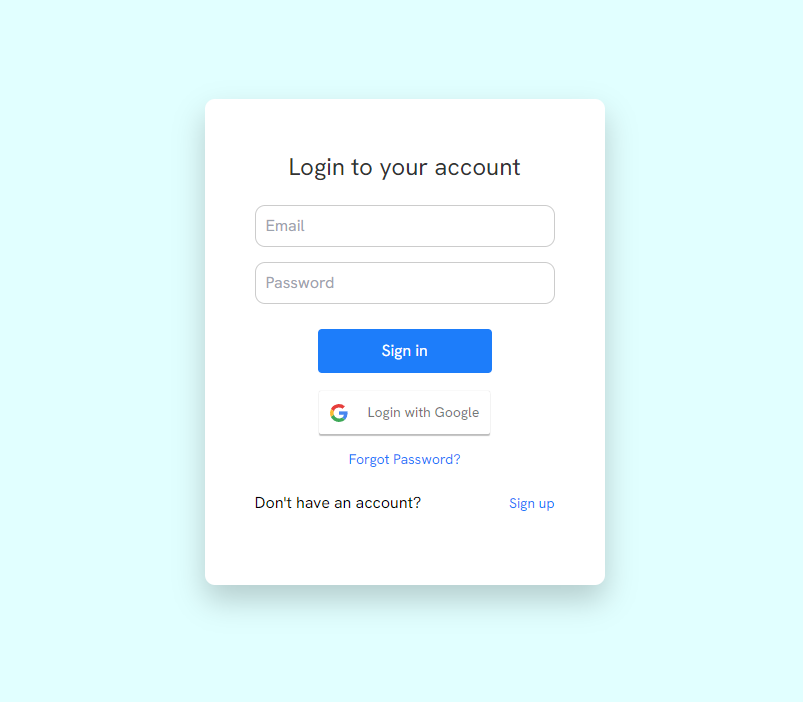 Login to your account
Email
Password
Sign in
Login with Google
Forgot Password?
Don't have an account? Sign up